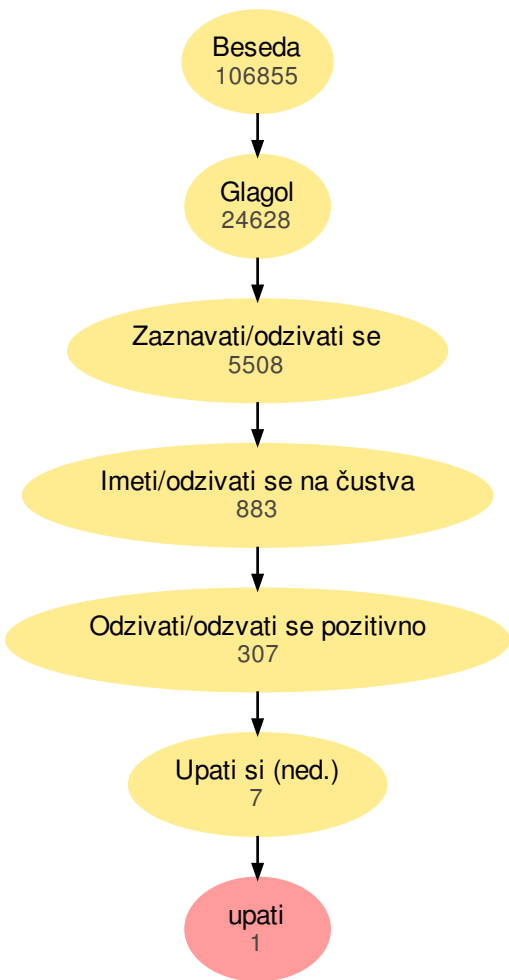 Beseda
106855
Glagol
24628
Zaznavati/odzivati se
5508
Imeti/odzivati se na čustva
883
Odzivati/odzvati se pozitivno
307
Upati si (ned.)
7
upati
1